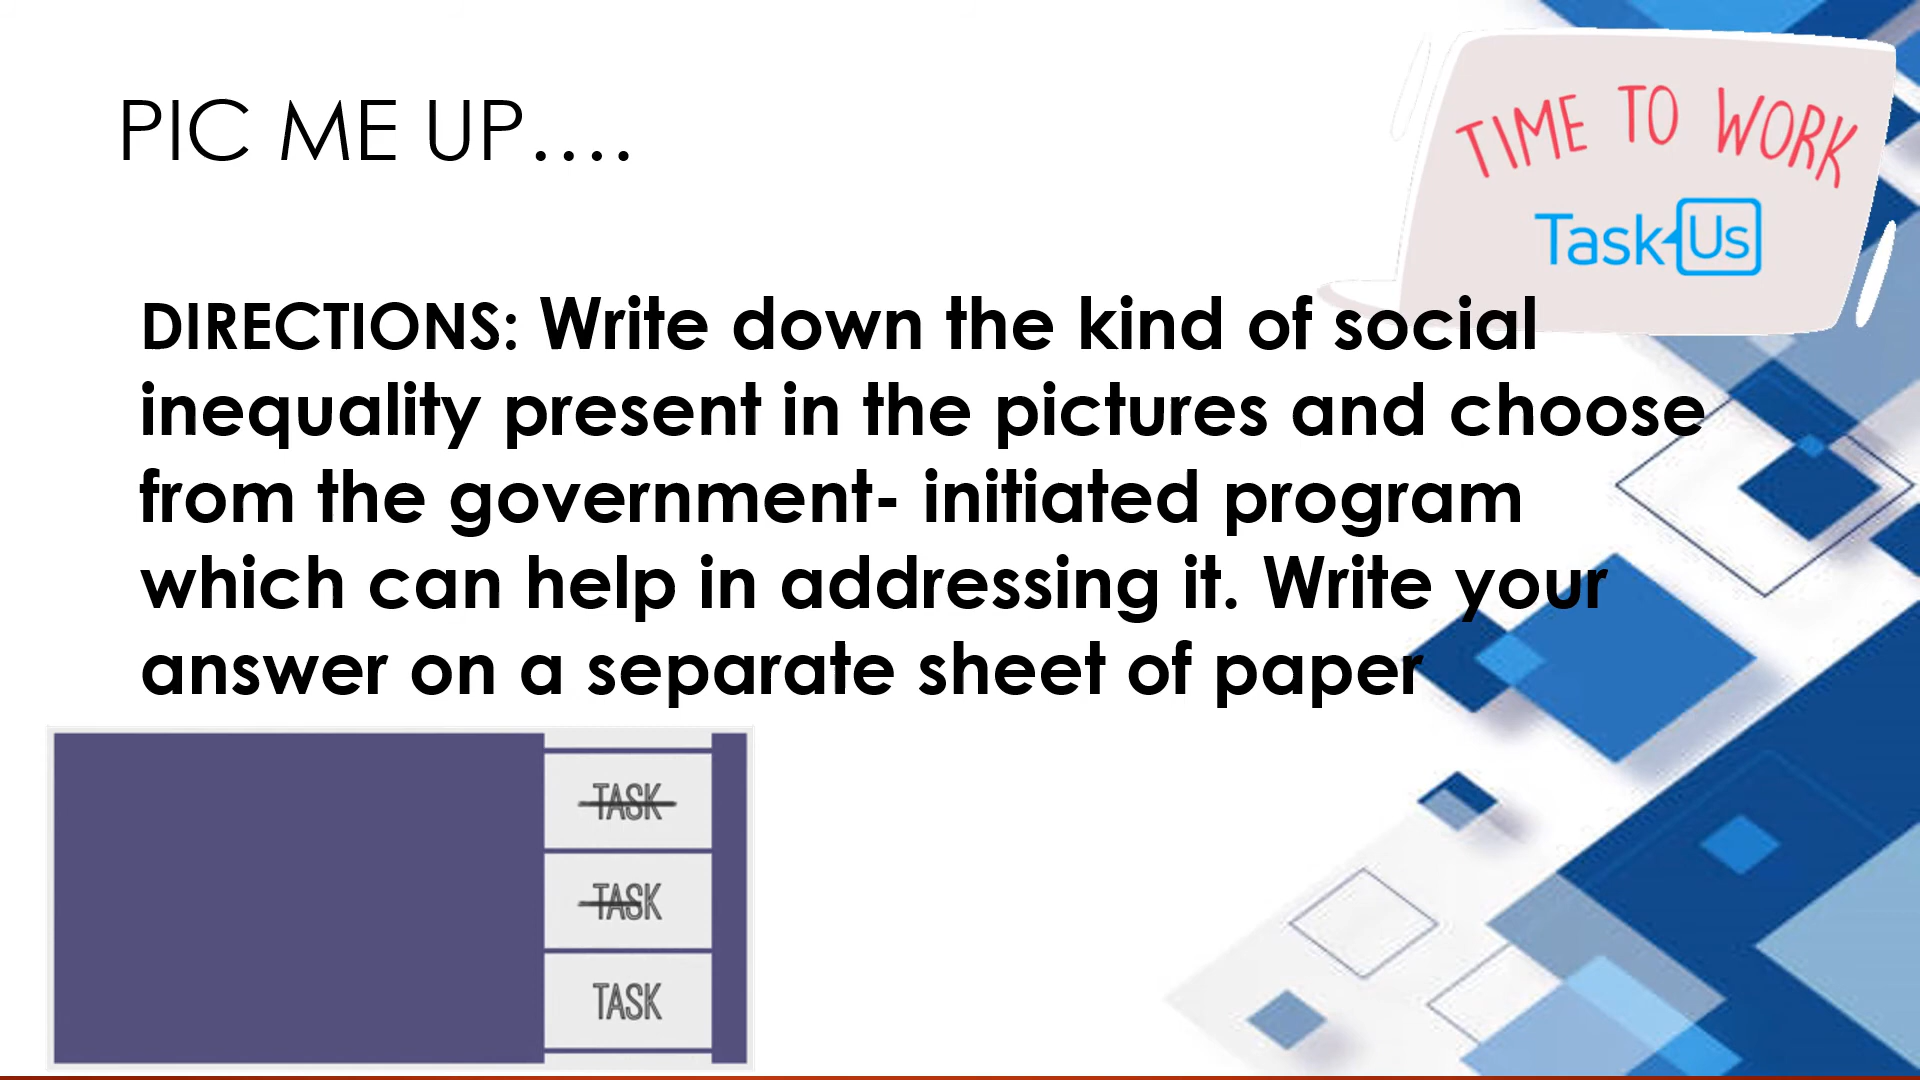 PIC ME UP....
TIME TO WORK
Task Us
DIRECTIONS: Write down the kind of social
inequality present in the pictures and choose
from the government- initiated program
which can help in addressing it. Write your
answer on a separate sheet of paper
TASK
TASK
TASK